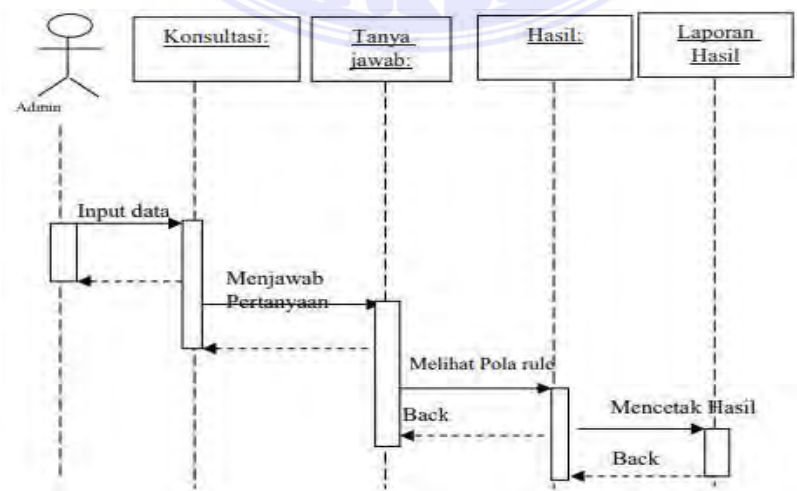 Konsultasi:
Tanya
jawab:
Hasil:
Laporan
Hasil
Admin
Input data
Menjawab
Pertanyaan
Melihat Pola rule
Back
Mencetak Hasil
Back